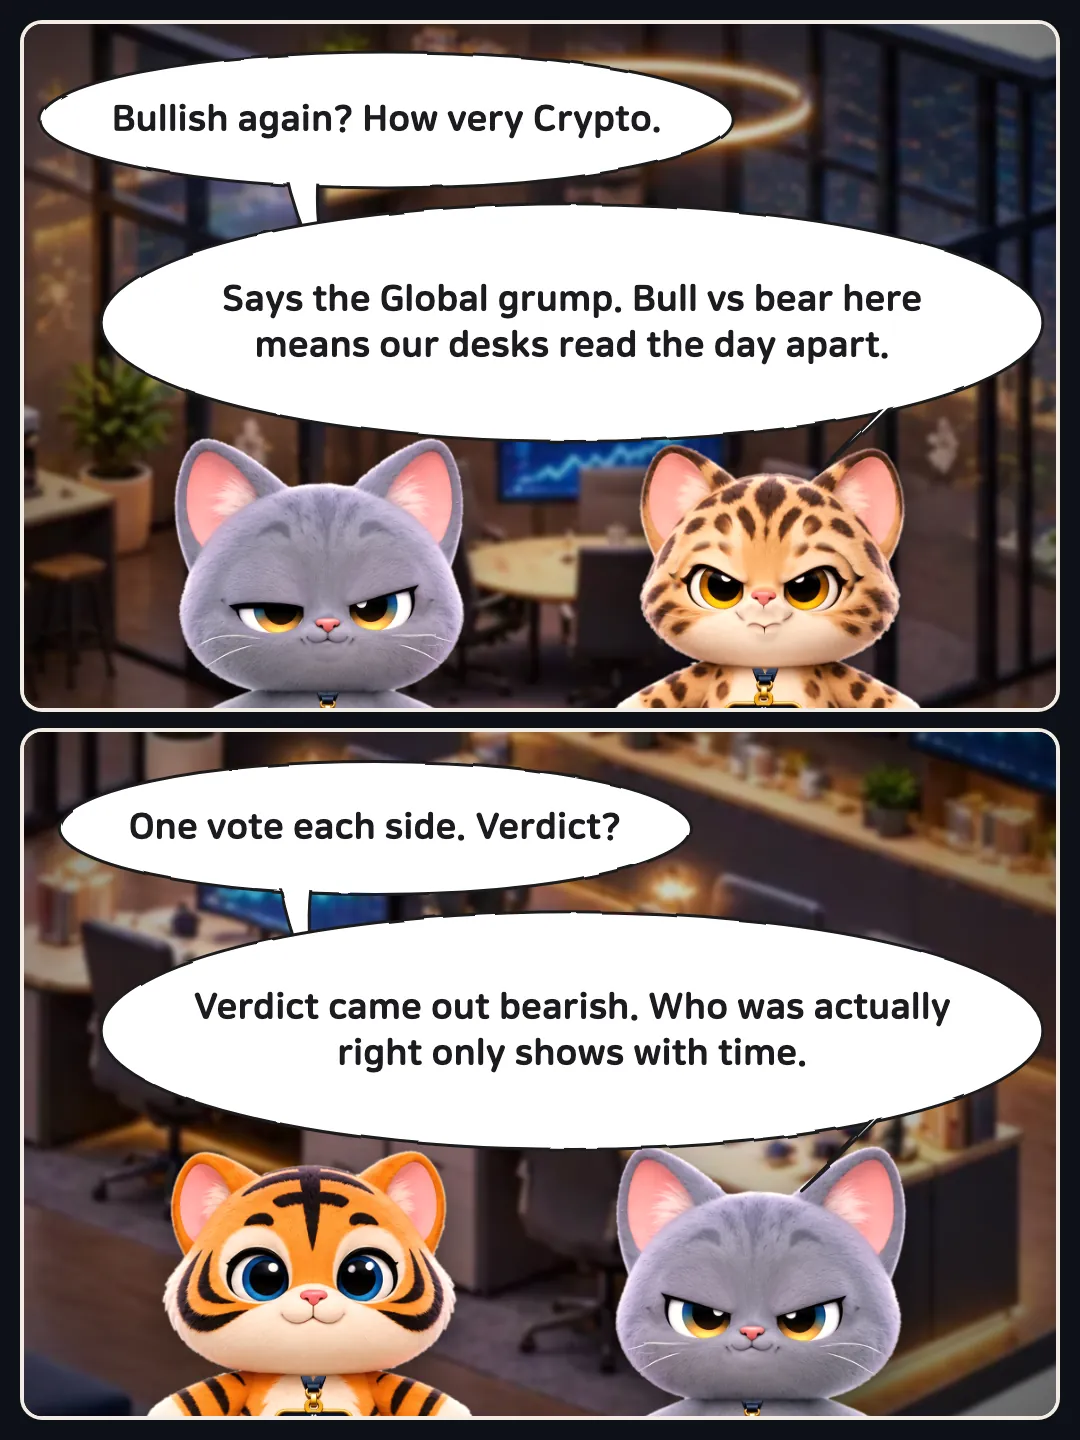 Bullish again? How very Crypto.
Says the Global grump. Bull vs bear here
means our desks read the day apart.
One vote each side. Verdict?
Verdict came out bearish. Who was actually
right only shows with time.